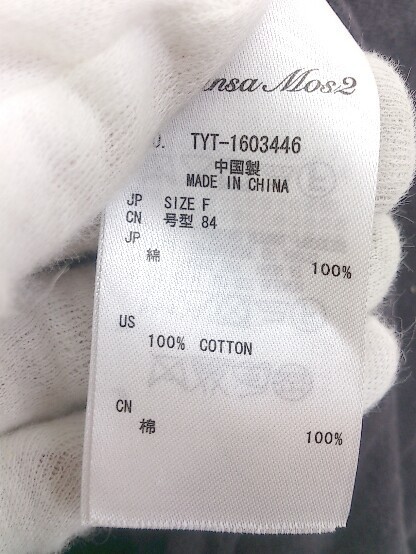 Mos2
TYT-1603446
中国製
MADE IN CHINA
JP SIZE F
CN 号型 84
JP
綿 100%
US
100% COTTON
CN
棉 100%